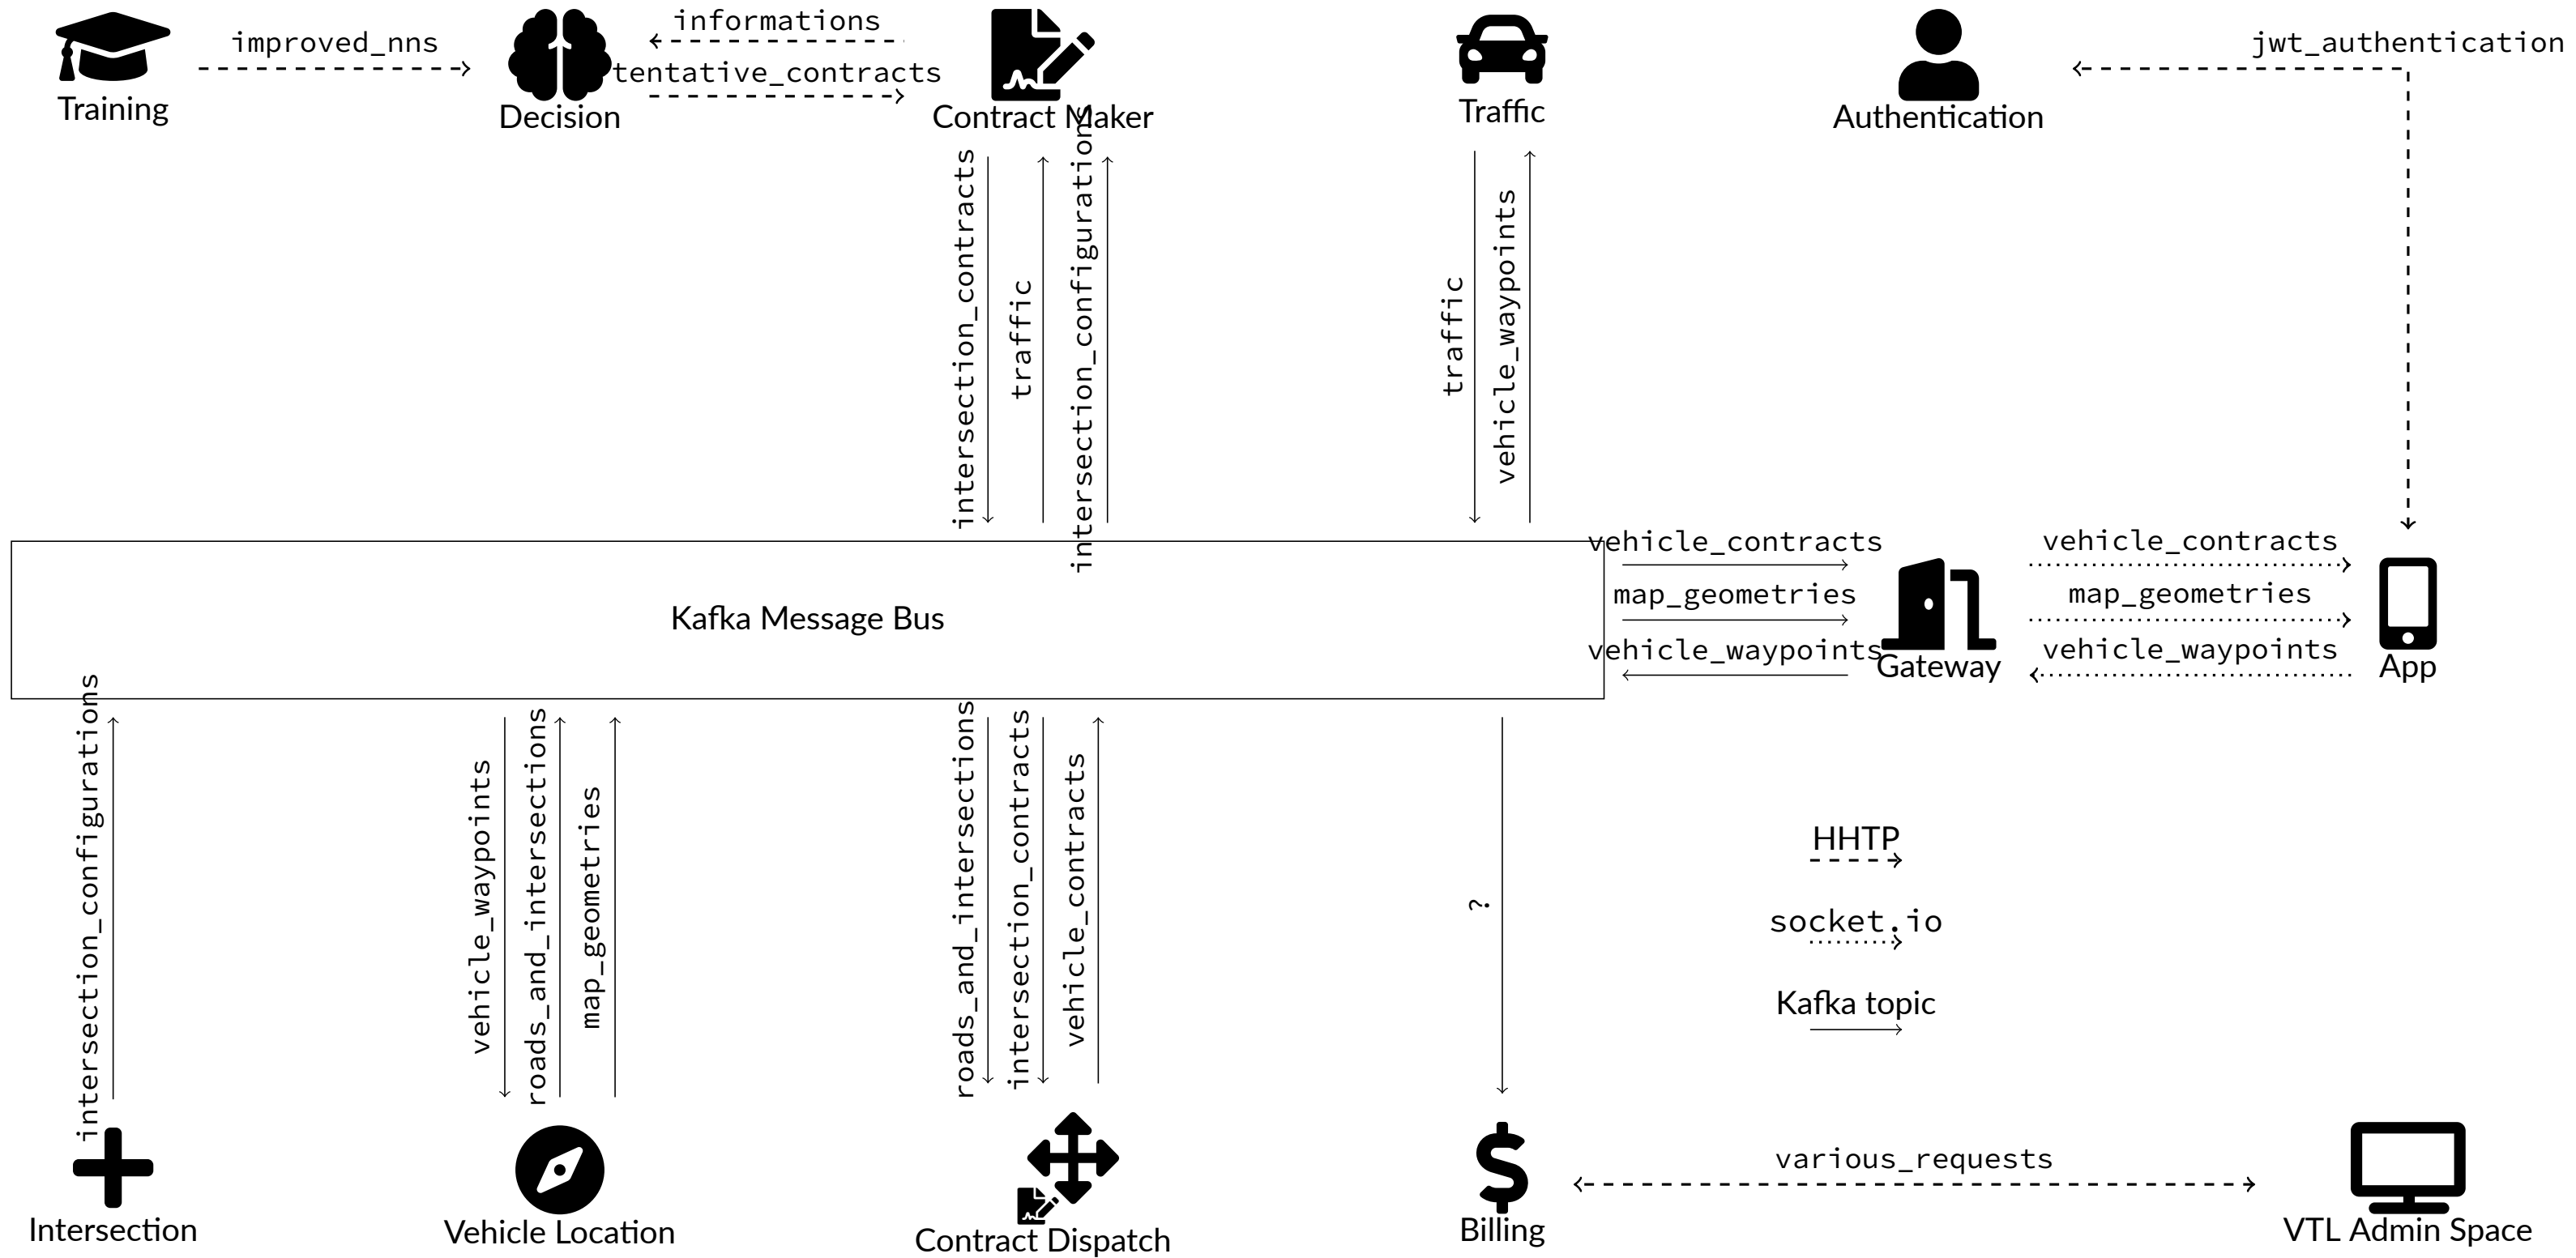 improved_nns
informations
tentative_contracts
jwt_authentication
Training
Decision
Contract Maker
Traffic
Authentication
intersection_contracts
traffic
intersection_configurations
traffic
vehicle_waypoints
Kafka Message Bus
vehicle_contracts
map_geometries
vehicle_waypoints
Gateway
vehicle_contracts
map_geometries
vehicle_waypoints
App
intersection_configurations
vehicle_waypoints
roads_and_intersections
map_geometries
roads_and_intersections
intersection_contracts
vehicle_contracts
?
HHTP
socket.io
Kafka topic
various_requests
Intersection
Vehicle Location
Contract Dispatch
Billing
VTL Admin Space